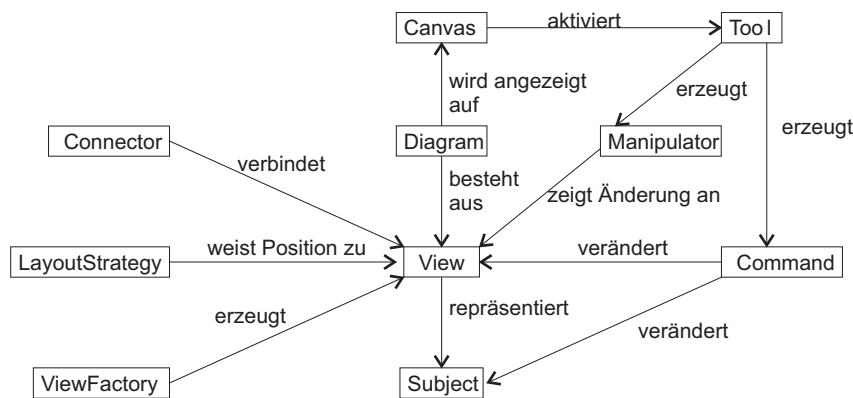 Canvas
aktiviert
Tool
wird angezeigt
auf
erzeugt
erzeugt
Connector
Diagram
Manipulator
verbindet
besteht
aus
zeigt Änderung an
LayoutStrategy
weist Position zu
View
verändert
Command
erzeugt
repräsentiert
verändert
ViewFactory
Subject